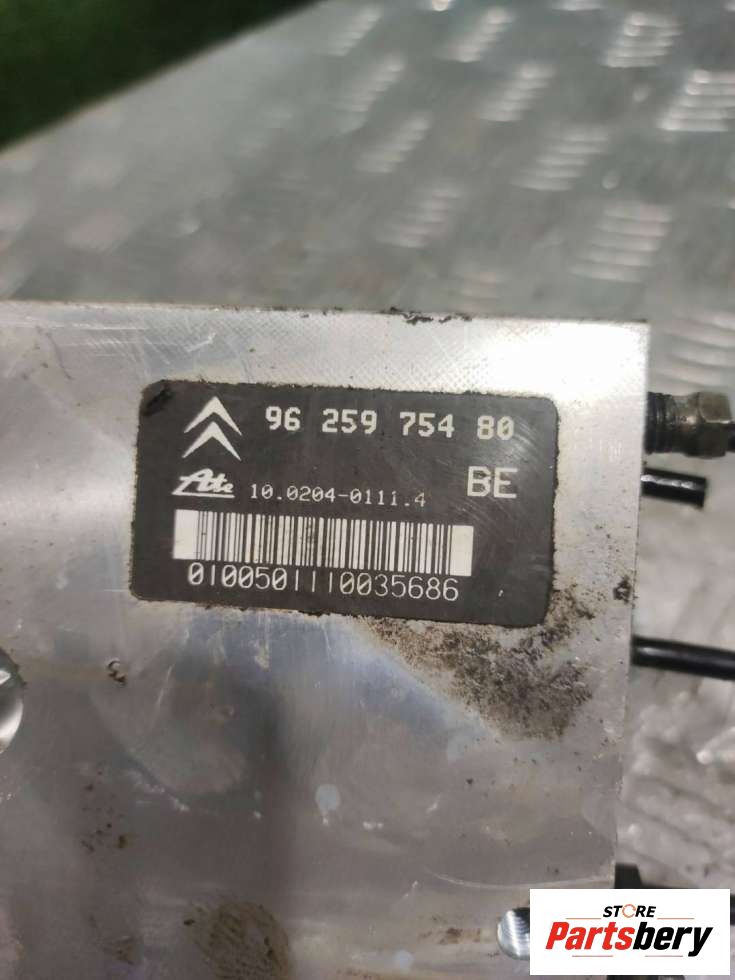 96 259 754 80
Ate 10.0204-0111.4 BE
0100501110035686
STORE
Partsbery